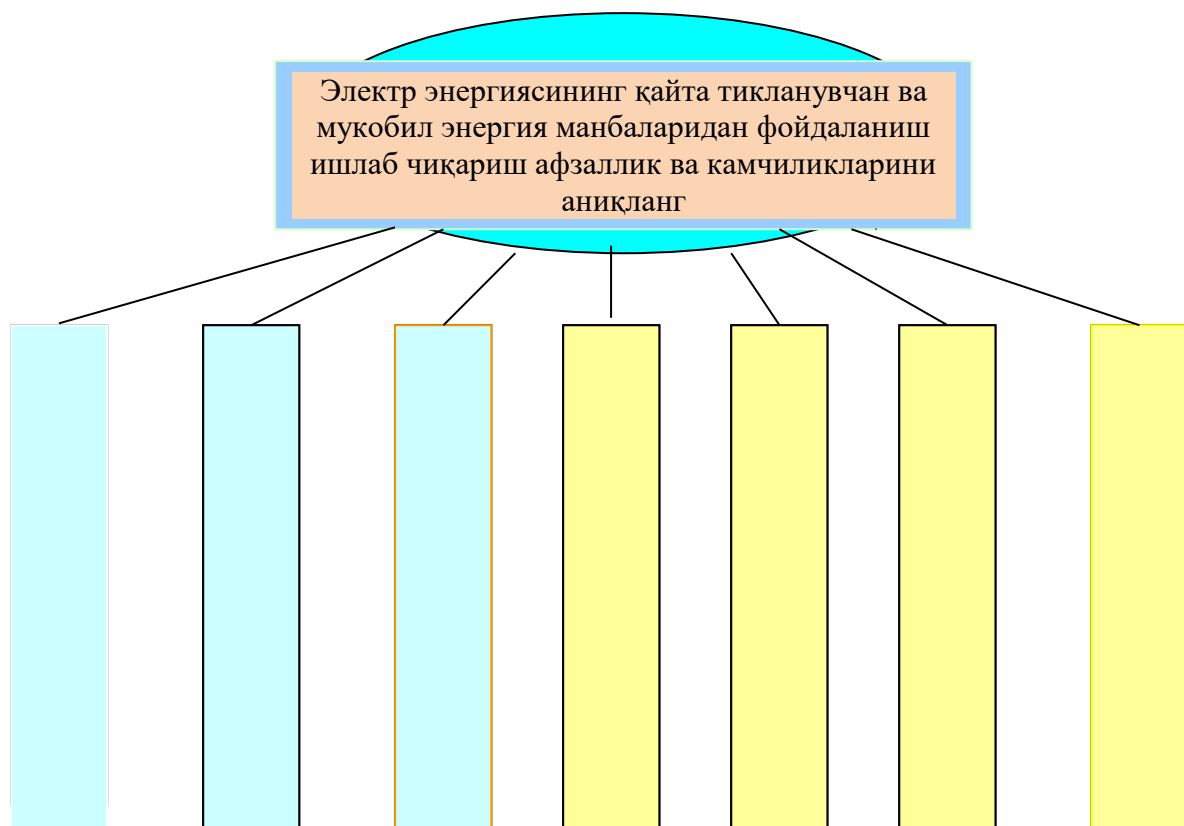 Электр энергиясининг қайта тикланувчан ва
мукобил энергия манбаларидан фойдаланиш
ишлаб чиқариш афзаллик ва камчиликларини
аниқланг